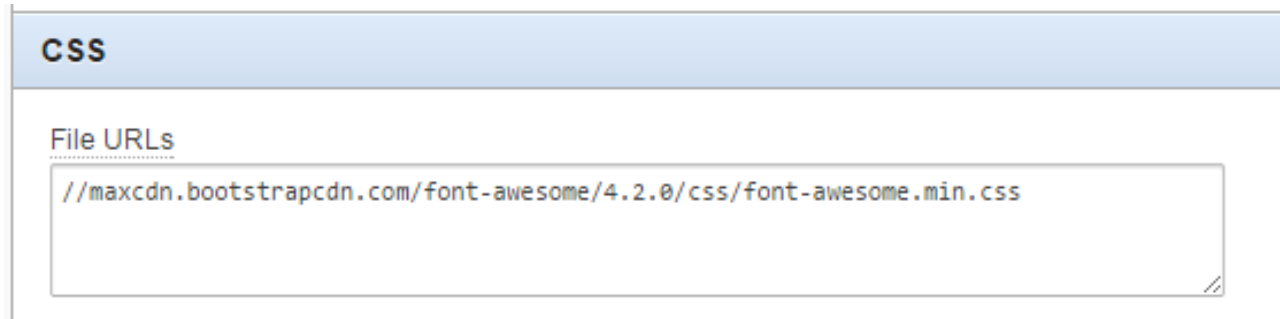 CSS
File URLs
//maxcdn.bootstrapcdn.com/font-awesome/4.2.0/css/font-awesome.min.css